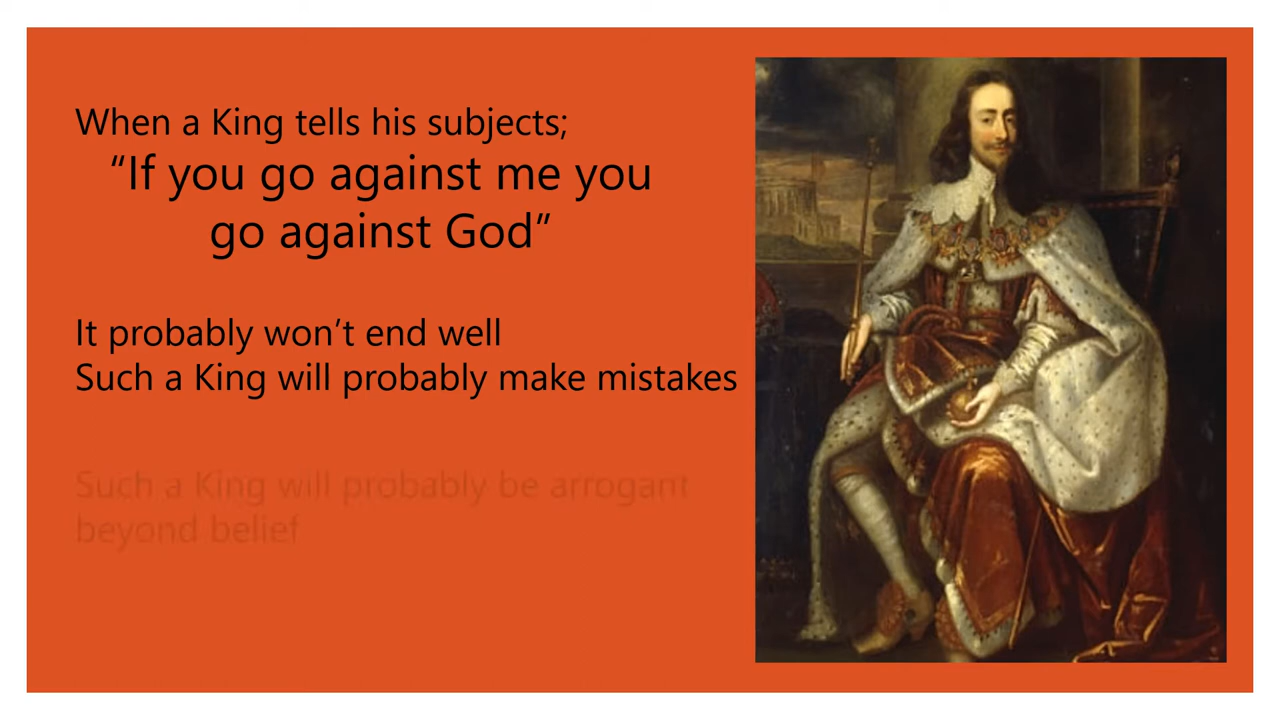 When a King tells his subjects;
“If you go against me you
go against God”
It probably won’t end well
Such a King will probably make mistakes
Such a King will probably be arrogant
beyond belief